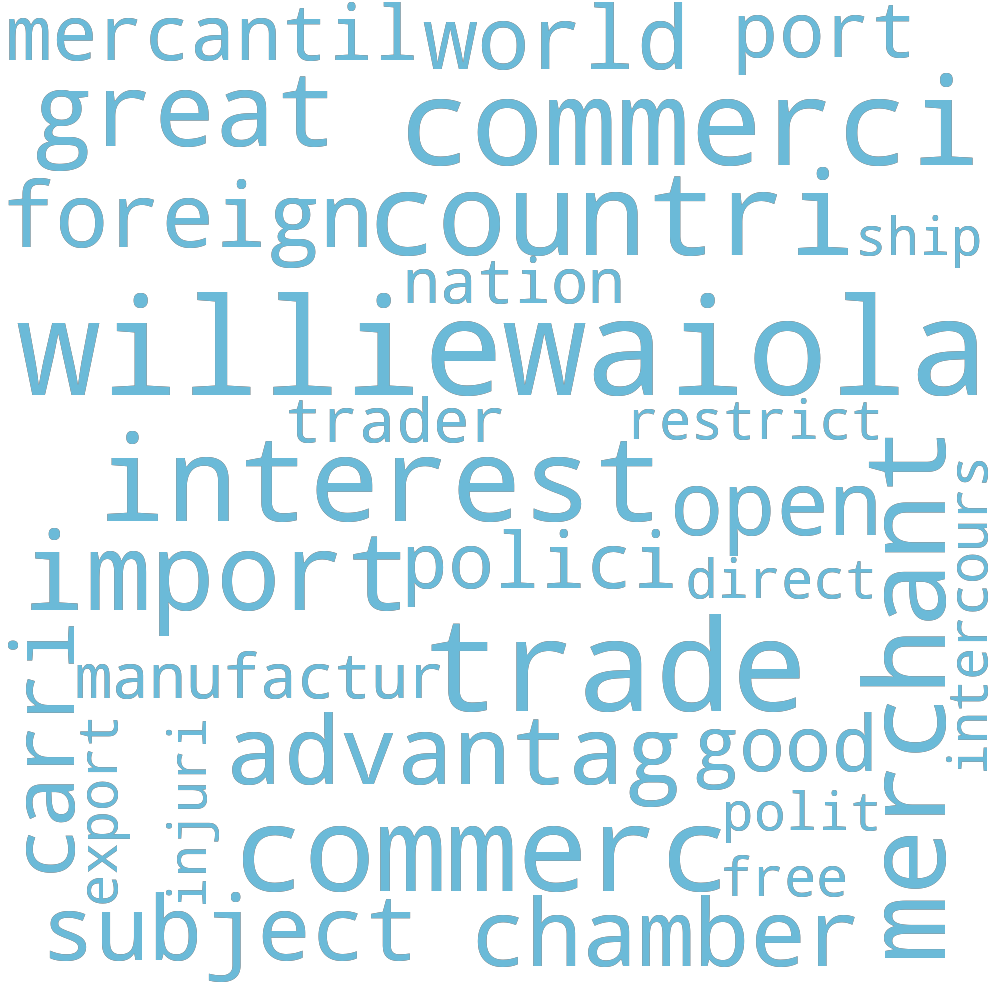 mercantil world port
great commerci
foreign countri ship
nation
williewaiola
trader restrict
interest open
import polici direct
merchant
intercours
carri manufactur trade
export injuri advantag good
polit
commerc free
subject chamber